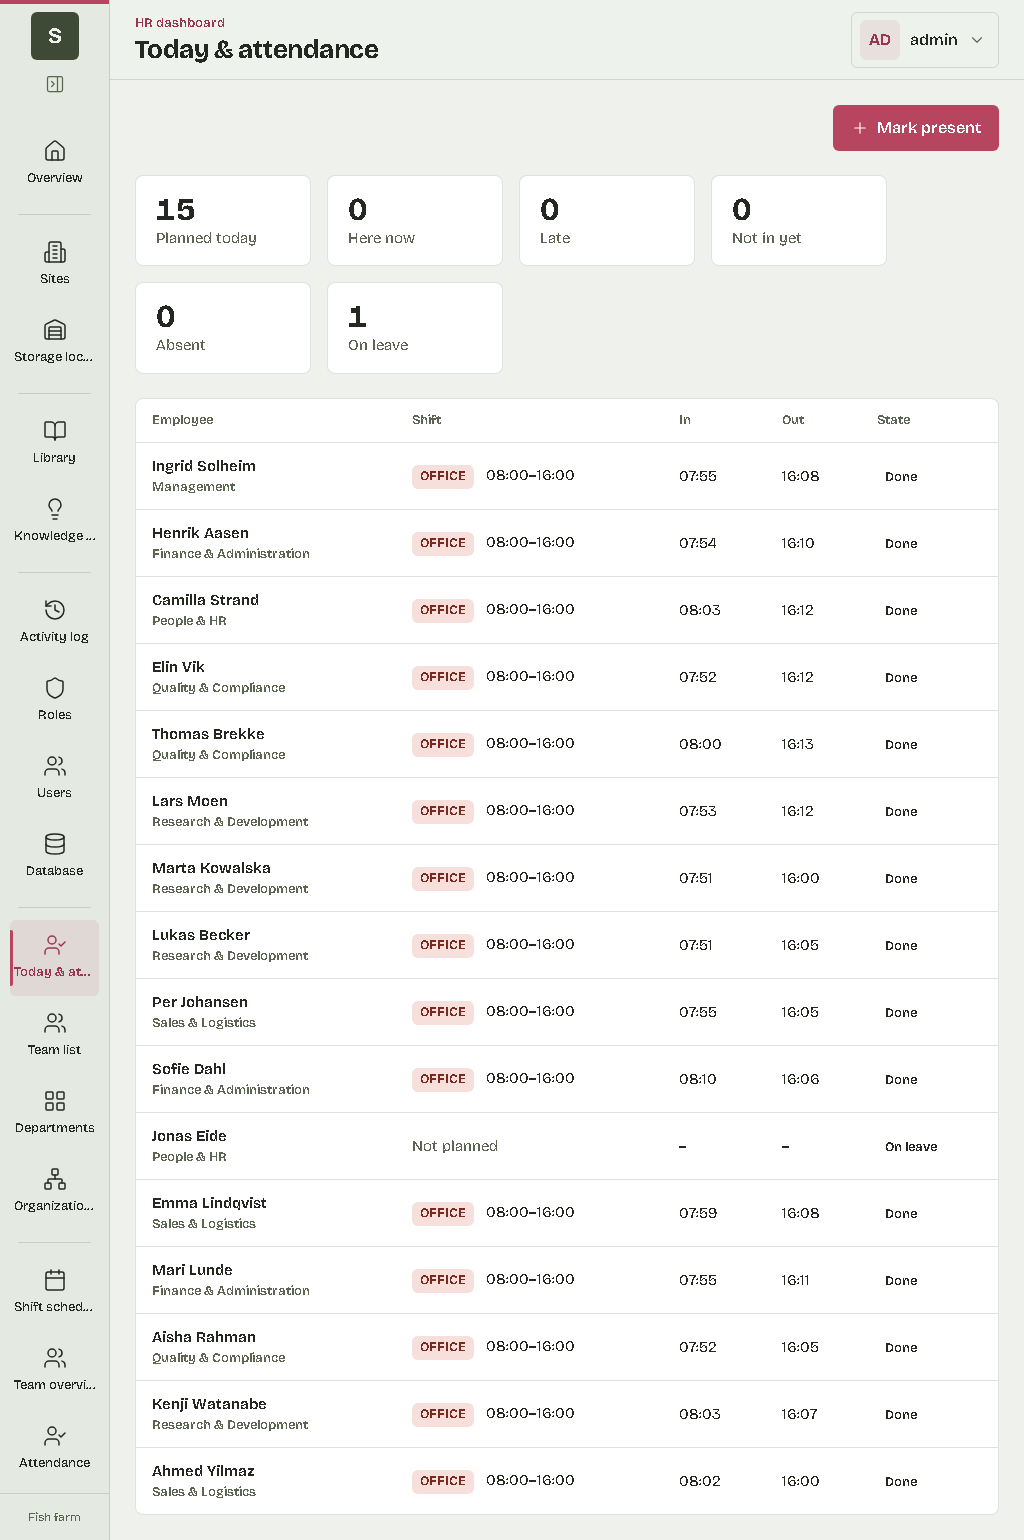 S
HR dashboard
Today & attendance
AD admin
Mark present
Overview
Sites
Storage loc...
Library
Knowledge ...
Activity log
Roles
Users
Database
Today & at...
Team list
Departments
Organizatio...
Shift sched...
Team overvi...
Attendance
Fish farm
15
Planned today
0
Here now
0
Late
0
Not in yet
0
Absent
1
On leave
Employee Shift In Out State
Ingrid Solheim
Management
OFFICE 08:00–16:00 07:55 16:08 Done
Henrik Aasen
Finance & Administration
OFFICE 08:00–16:00 07:54 16:10 Done
Camilla Strand
People & HR
OFFICE 08:00–16:00 08:03 16:12 Done
Elin Vik
Quality & Compliance
OFFICE 08:00–16:00 07:52 16:12 Done
Thomas Brekke
Quality & Compliance
OFFICE 08:00–16:00 08:00 16:13 Done
Lars Moen
Research & Development
OFFICE 08:00–16:00 07:53 16:12 Done
Marta Kowalska
Research & Development
OFFICE 08:00–16:00 07:51 16:00 Done
Lukas Becker
Research & Development
OFFICE 08:00–16:00 07:51 16:05 Done
Per Johansen
Sales & Logistics
OFFICE 08:00–16:00 07:55 16:05 Done
Sofie Dahl
Finance & Administration
OFFICE 08:00–16:00 08:10 16:06 Done
Jonas Eide
People & HR
Not planned – – On leave
Emma Lindqvist
Sales & Logistics
OFFICE 08:00–16:00 07:59 16:08 Done
Mari Lunde
Finance & Administration
OFFICE 08:00–16:00 07:55 16:11 Done
Aisha Rahman
Quality & Compliance
OFFICE 08:00–16:00 07:52 16:05 Done
Kenji Watanabe
Research & Development
OFFICE 08:00–16:00 08:03 16:07 Done
Ahmed Yilmaz
Sales & Logistics
OFFICE 08:00–16:00 08:02 16:00 Done